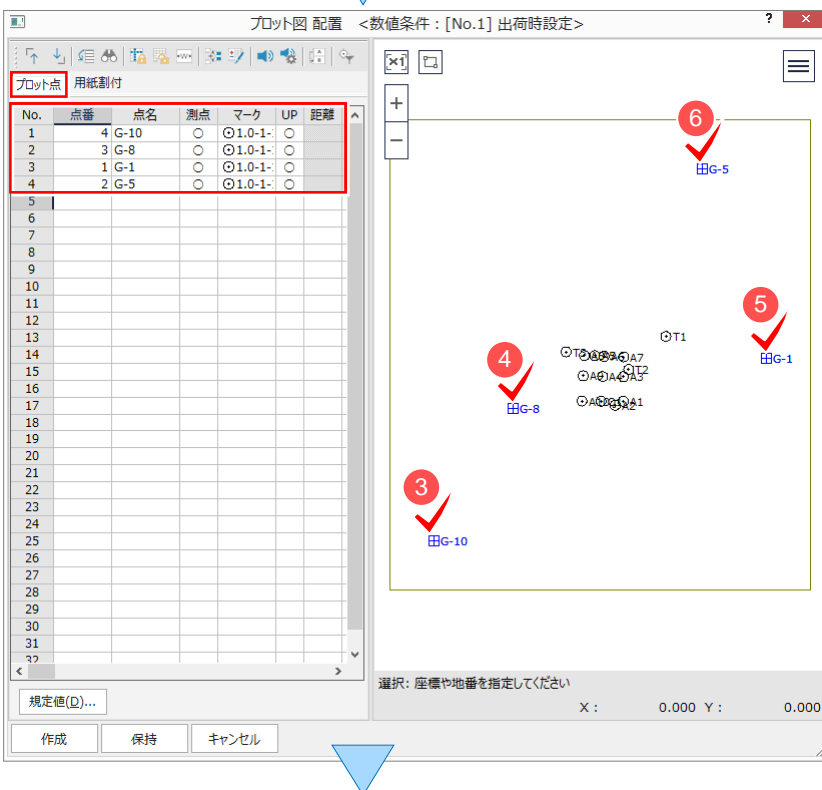 プロット図 配置 <数値条件：[No.1] 出荷時設定>
? ×
プロット点 用紙割付
No. 点番 点名 測点 マーク UP 距離
1 4 G-10 ○ ⊙1.0-1- ○
2 3 G-8 ○ ⊙1.0-1- ○
3 1 G-1 ○ ⊙1.0-1- ○
4 2 G-5 ○ ⊙1.0-1- ○
5
6
7
8
9
10
11
12
13
14
15
16
17
18
19
20
21
22
23
24
25
26
27
28
29
30
31
32
規定値(D)...
作成 保持 キャンセル
[×1]
+
−
6
G-5
5
T1
G-1
A7
T2
4
A3
G-8
A1
A2
3
G-10
選択: 座標や地番を指定してください
X : 0.000 Y : 0.000